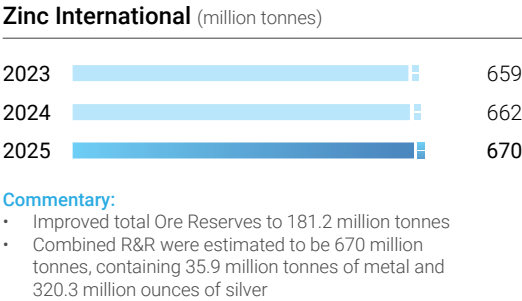 Zinc International (million tonnes)
2023 659
2024 662
2025 670
Commentary:
• Improved total Ore Reserves to 181.2 million tonnes
• Combined R&R were estimated to be 670 million
tonnes, containing 35.9 million tonnes of metal and
320.3 million ounces of silver